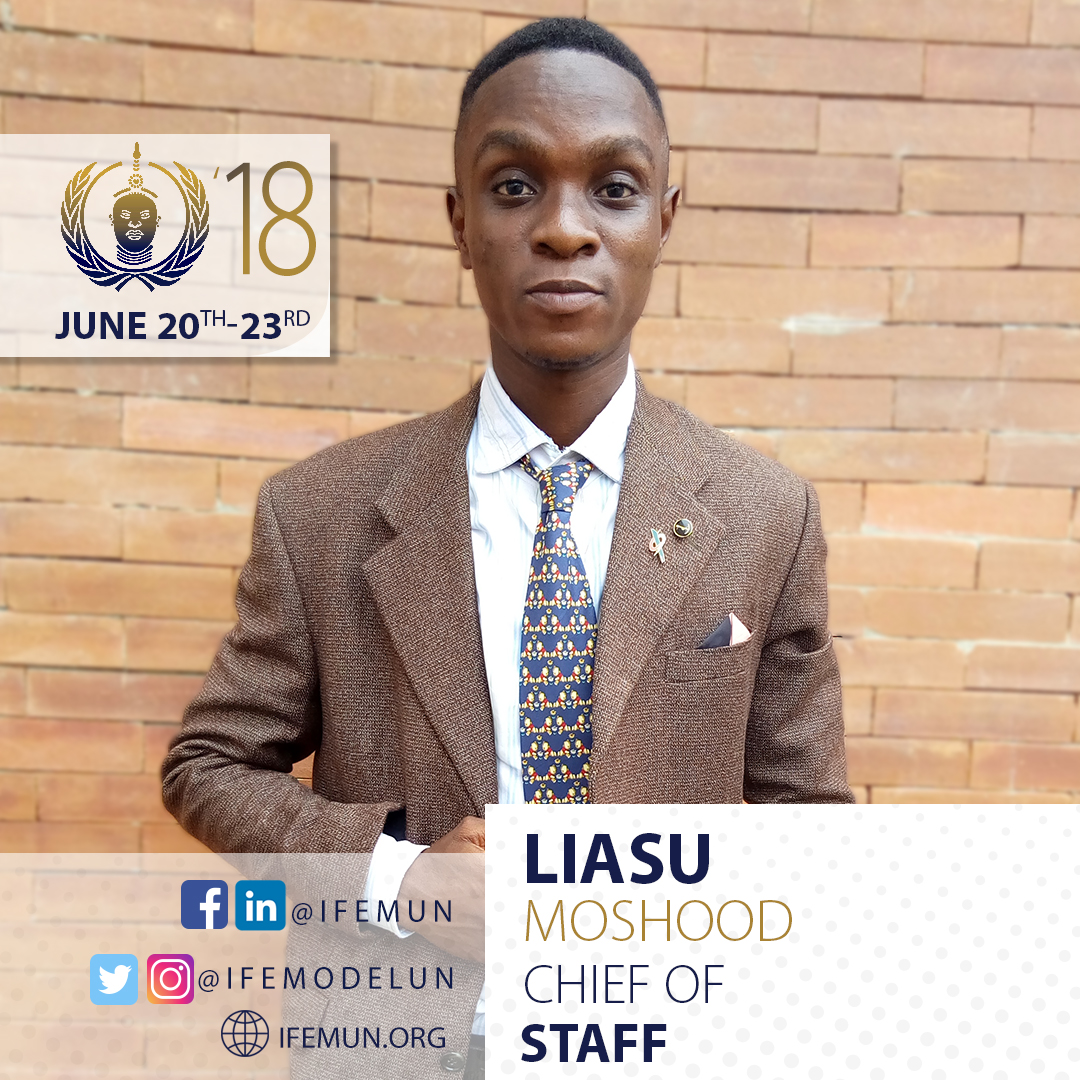 '18
JUNE 20TH-23RD
LIASU
MOSHOOD
CHIEF OF
STAFF
@IFEMUN
@IFEMODELUN
IFEMUN.ORG